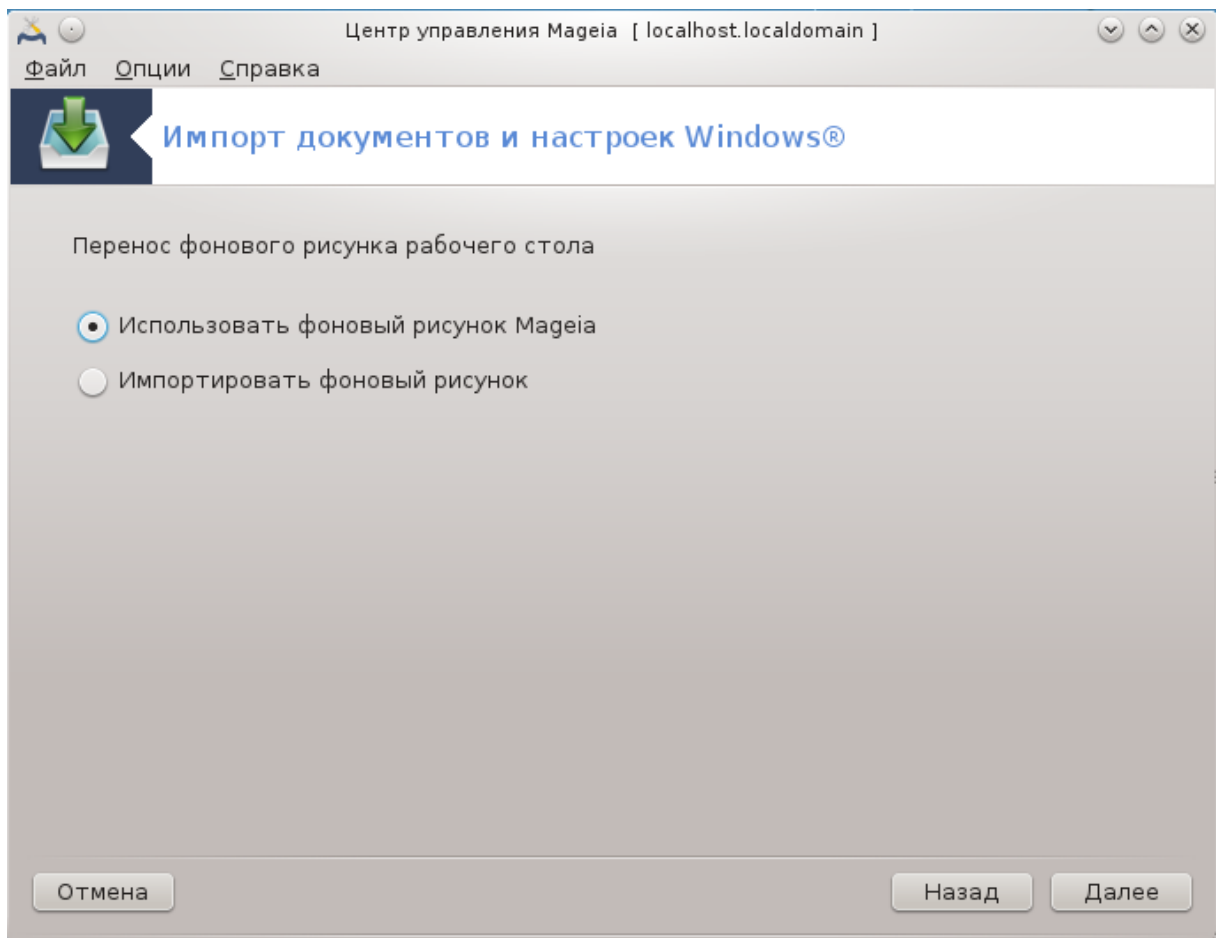 Центр управления Mageia [ localhost.localdomain ]
Файл Опции Справка
Импорт документов и настроек Windows®
Перенос фонового рисунка рабочего стола
Использовать фоновый рисунок Mageia
Импортировать фоновый рисунок
Отмена Назад Далее